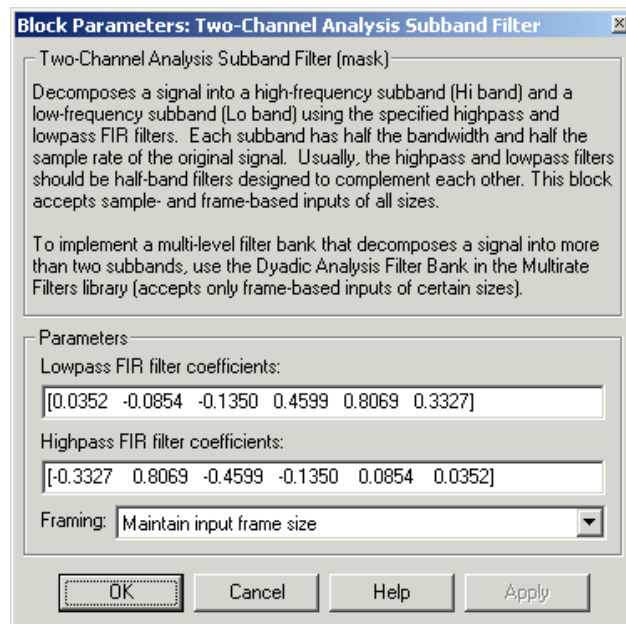 Block Parameters: Two-Channel Analysis Subband Filter
Two-Channel Analysis Subband Filter (mask)
Decomposes a signal into a high-frequency subband (Hi band) and a
low-frequency subband (Lo band) using the specified highpass and
lowpass FIR filters.  Each subband has half the bandwidth and half the
sample rate of the original signal.  Usually, the highpass and lowpass filters
should be half-band filters designed to complement each other. This block
accepts sample- and frame-based inputs of all sizes.
To implement a multi-level filter bank that decomposes a signal into more
than two subbands, use the Dyadic Analysis Filter Bank in the Multirate
Filters library (accepts only frame-based inputs of certain sizes).
Parameters
Lowpass FIR filter coefficients:
[0.0352  -0.0854  -0.1350  0.4599  0.8069  0.3327]
Highpass FIR filter coefficients:
[-0.3327  0.8069  -0.4599  -0.1350  0.0854  0.0352]
Framing: Maintain input frame size
OK Cancel Help Apply